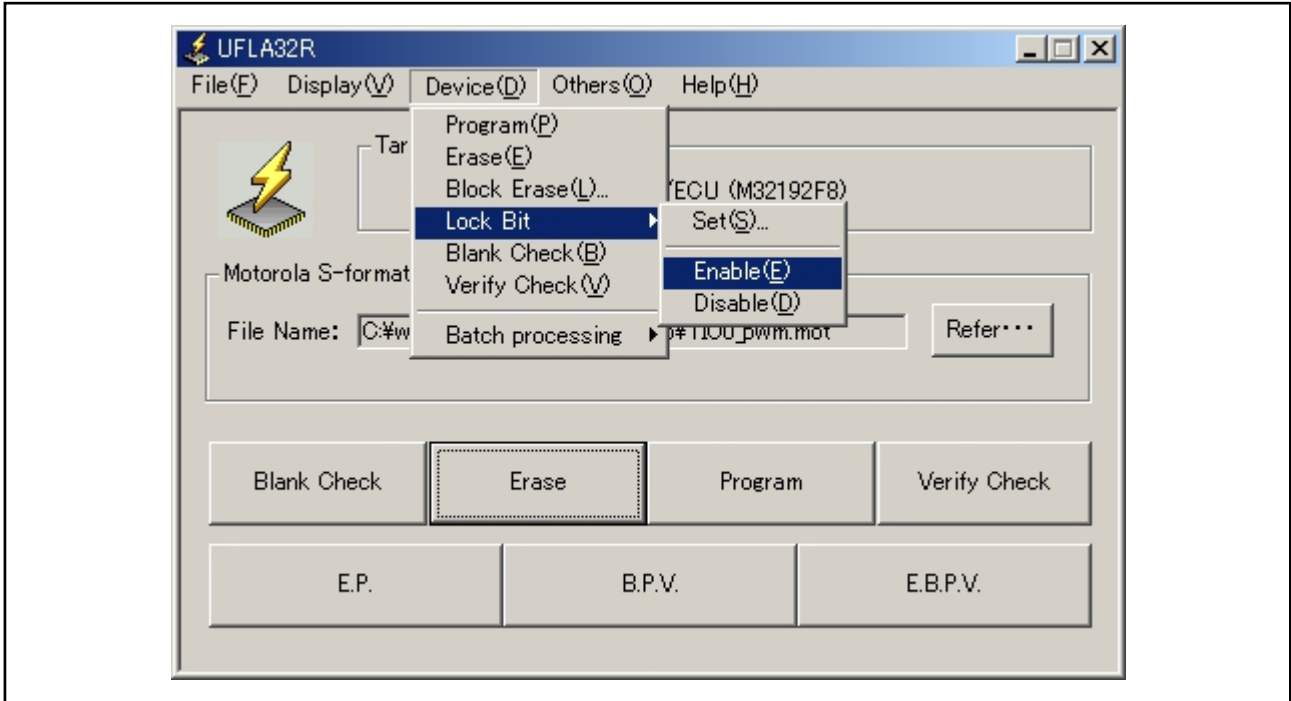 UFLA32R
File(F) Display(V) Device(D) Others(O) Help(H)
Program(P)
Erase(E)
Block Erase(L)...
Lock Bit
Blank Check(B)
Verify Check(V)
Batch processing
Set(S)...
Enable(E)
Disable(D)
Tar
ECU (M32192F8)
Motorola S-format
File Name: C:¥w ¥TIO0_pwm.mot Refer···
Blank Check Erase Program Verify Check
E.P. B.P.V. E.B.P.V.